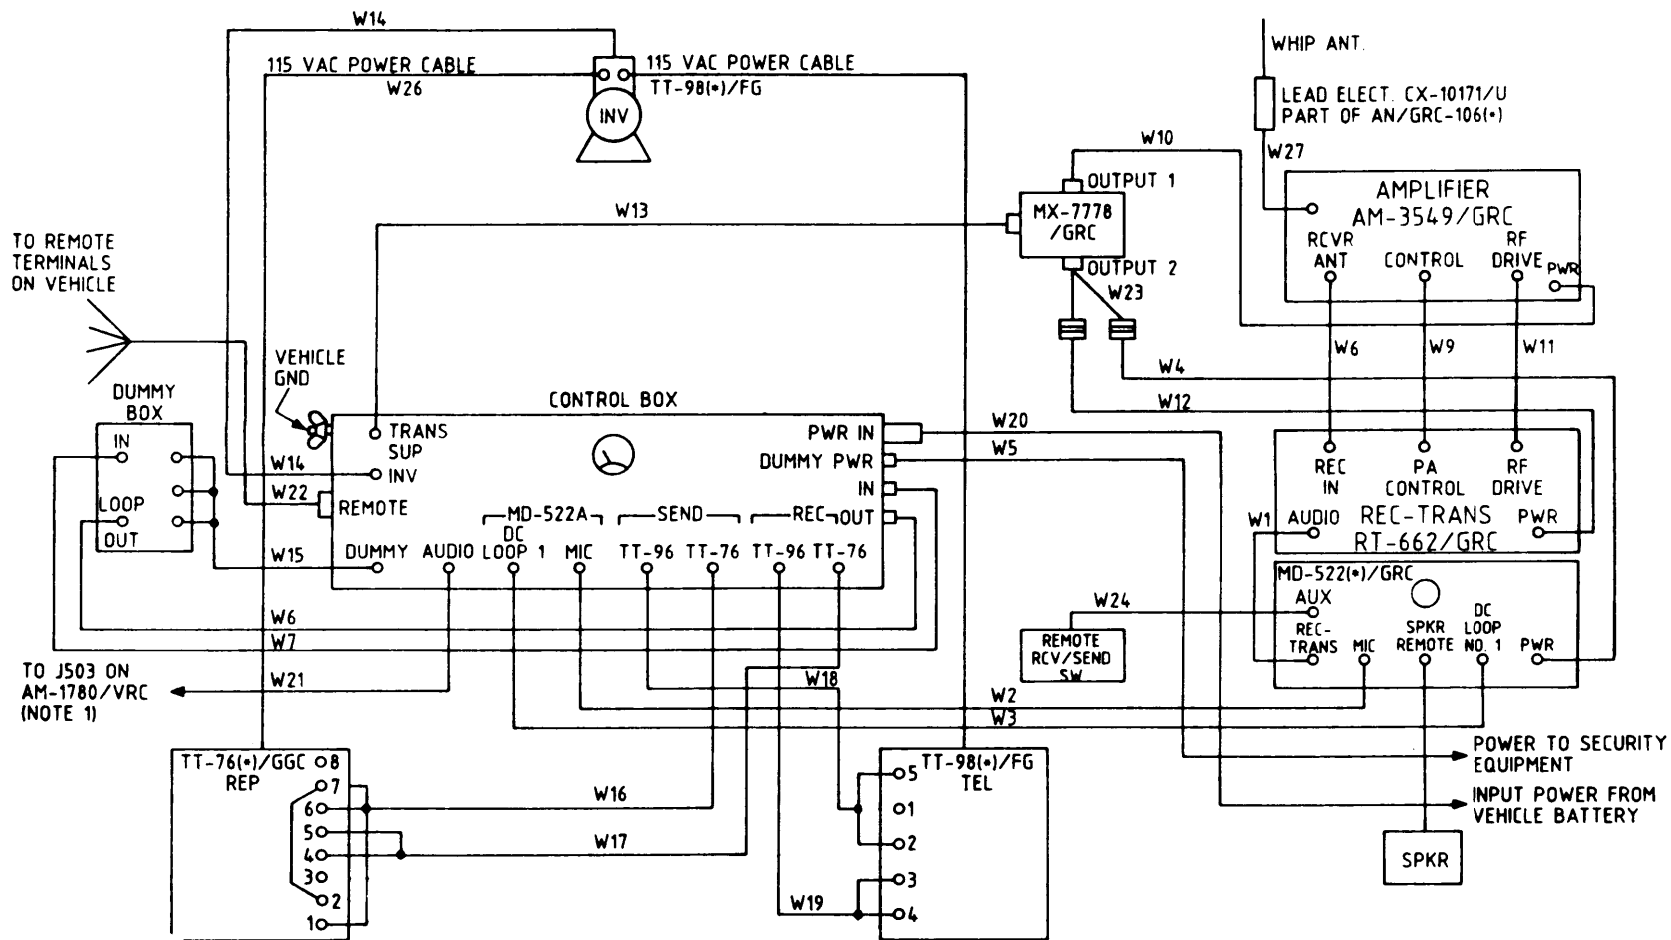 W14
115 VAC POWER CABLE
W26
115 VAC POWER CABLE
TT-98(*)/FG
INV
WHIP ANT.
LEAD ELECT. CX-10171/U
PART OF AN/GRC-106(*)
W27
W10
OUTPUT 1
MX-7778
/GRC
OUTPUT 2
W23
W13
AMPLIFIER
AM-3549/GRC
RCVR
ANT
CONTROL
RF
DRIVE
PWR
TO REMOTE
TERMINALS
ON VEHICLE
W6
W9
W11
W4
W12
VEHICLE
GND
DUMMY
BOX
IN
LOOP
OUT
W14
W22
W15
CONTROL BOX
TRANS
SUP
INV
REMOTE
PWR IN
DUMMY PWR
IN
OUT
MD-522A
SEND
REC
DUMMY
AUDIO
DC
LOOP 1
MIC
TT-96
TT-76
TT-96
TT-76
W20
W5
REC
IN
PA
CONTROL
RF
DRIVE
W1
AUDIO
REC-TRANS
RT-662/GRC
PWR
MD-522(*)/GRC
AUX
REC-
TRANS
MIC
SPKR
REMOTE
DC
LOOP
NO. 1
PWR
W24
REMOTE
RCV/SEND
SW
W6
W7
TO J503 ON
AM-1780/VRC
(NOTE 1)
W21
W18
W2
W3
TT-76(*)/GGC
REP
8
7
6
5
4
3
2
1
W16
W17
W19
TT-98(*)/FG
TEL
5
1
2
3
4
POWER TO SECURITY
EQUIPMENT
INPUT POWER FROM
VEHICLE BATTERY
SPKR